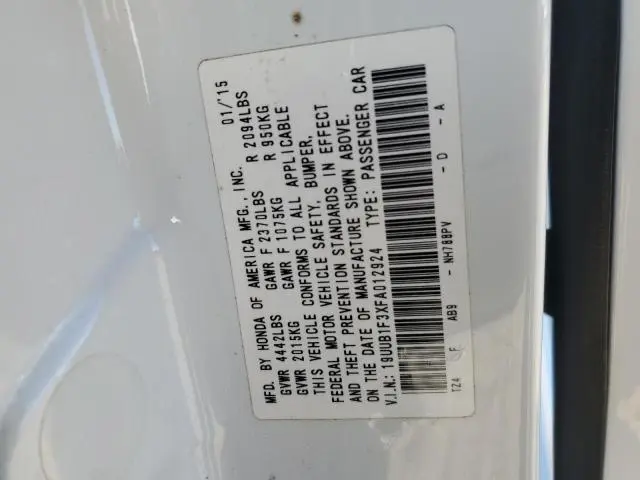 MFD. BY HONDA OF AMERICA MFG., INC. 01/'15
GVWR 4442LBS GAWR F 2370LBS R 2094LBS
GVWR 2015KG GAWR F 1075KG R 950KG
THIS VEHICLE CONFORMS TO ALL APPLICABLE
FEDERAL MOTOR VEHICLE SAFETY, BUMPER,
AND THEFT PREVENTION STANDARDS IN EFFECT
ON THE DATE OF MANUFACTURE SHOWN ABOVE.
V.I.N.: 19UUB1F3XFA012924 TYPE: PASSENGER CAR
TZ4 F AB9 - NH788PV - D - A